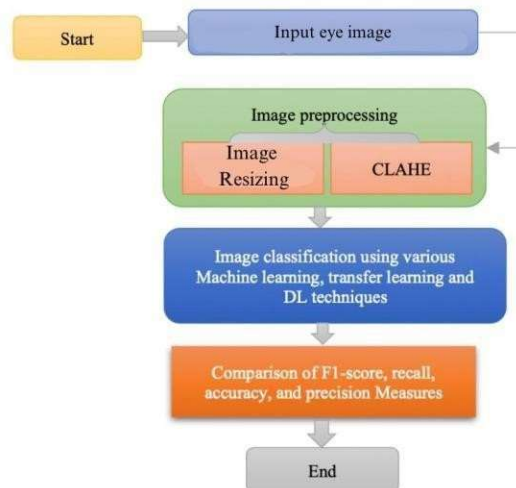 Start
Input eye image
Image preprocessing
Image
Resizing
CLAHE
Image classification using various
Machine learning, transfer learning and
DL techniques
Comparison of F1-score, recall,
accuracy, and precision Measures
End